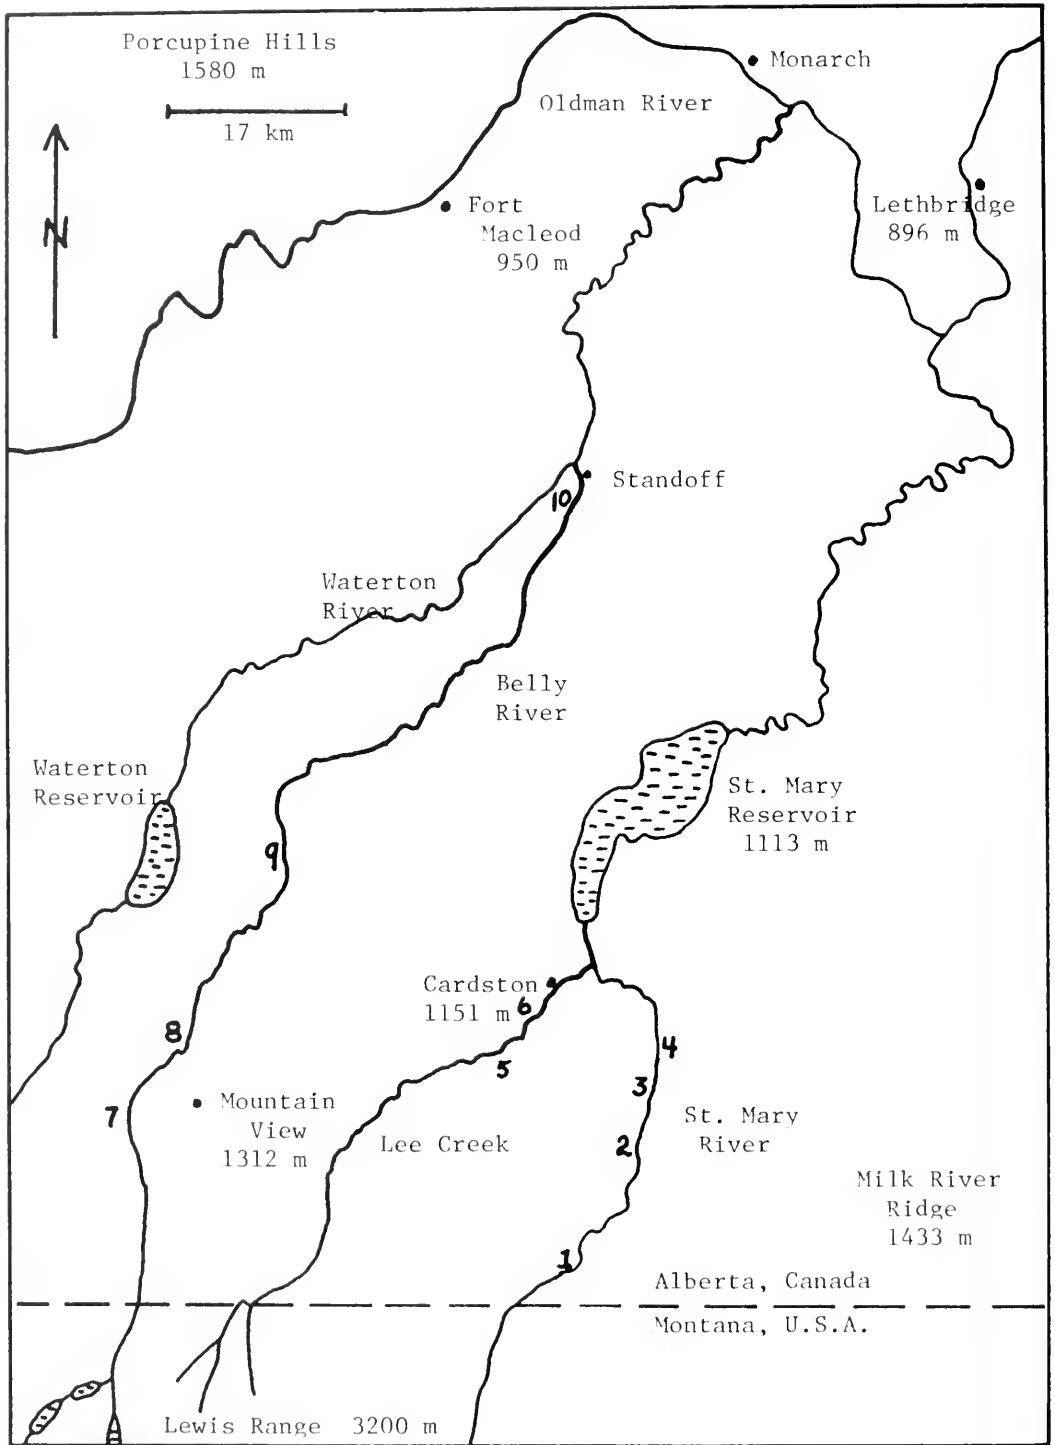 Porcupine Hills
1580 m
17 km
N
Monarch
Oldman River
Fort
Macleod
950 m
Lethbridge
896 m
Standoff
10
Waterton
River
Belly
River
Waterton
Reservoir
St. Mary
Reservoir
1113 m
9
Cardston
1151 m
6
8
5
4
3
7
Mountain
View
1312 m
Lee Creek
2
St. Mary
River
Milk River
Ridge
1433 m
1
Alberta, Canada
Montana, U.S.A.
Lewis Range 3200 m